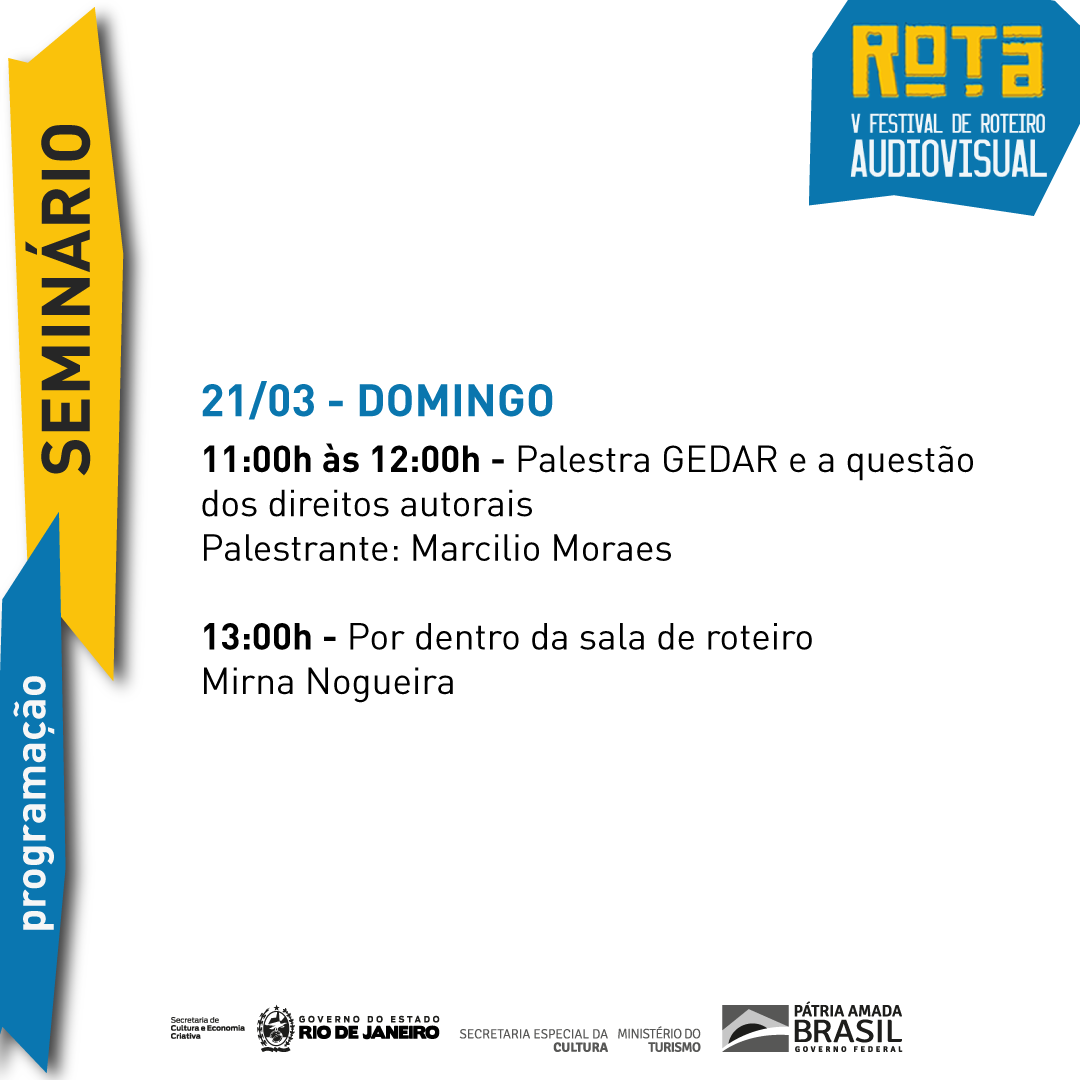 SEMINÁRIO
programação
ROTA
V FESTIVAL DE ROTEIRO
AUDIOVISUAL
21/03 - DOMINGO
11:00h às 12:00h - Palestra GEDAR e a questão
dos direitos autorais
Palestrante: Marcilio Moraes
13:00h - Por dentro da sala de roteiro
Mirna Nogueira
Secretaria de
Cultura e Economia
Criativa
GOVERNO DO ESTADO
RIO DE JANEIRO
SECRETARIA ESPECIAL DA
CULTURA
MINISTÉRIO DO
TURISMO
PÁTRIA AMADA
BRASIL
GOVERNO FEDERAL